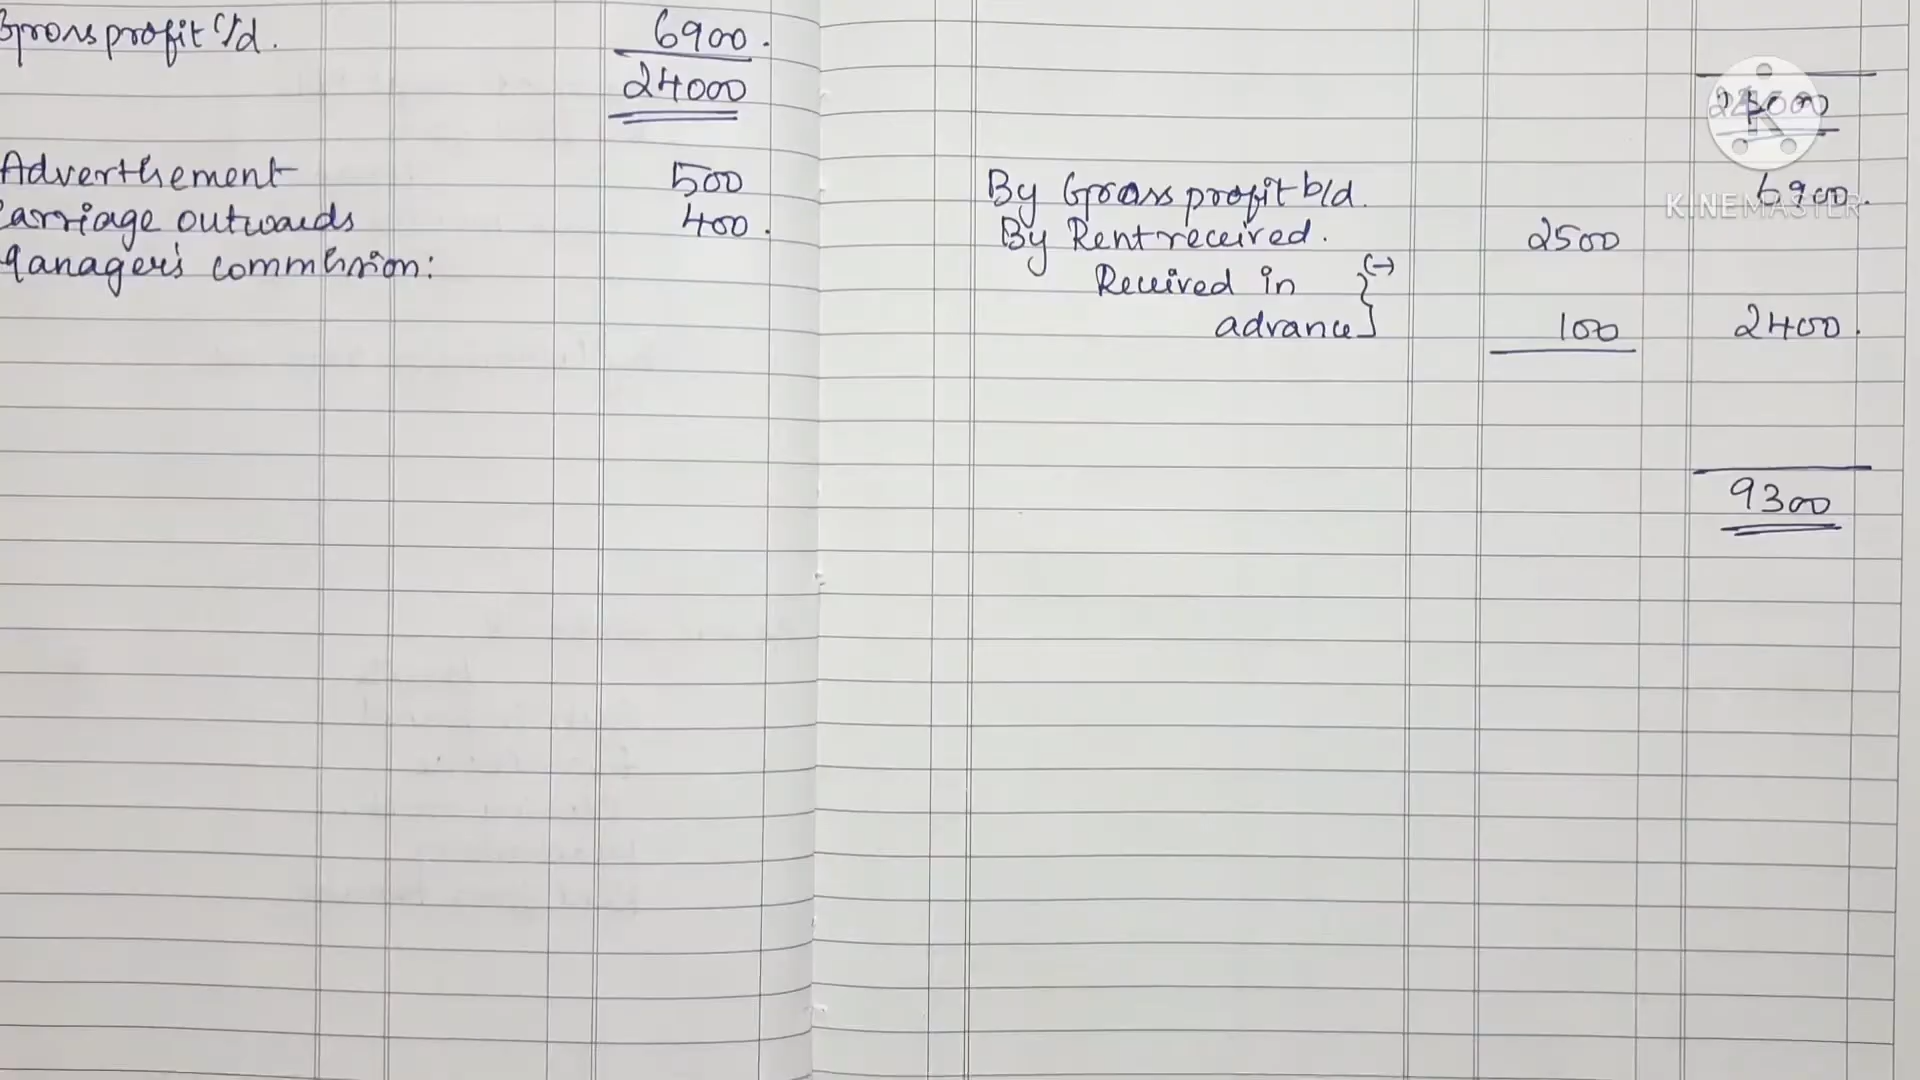 Gross profit c/d. 6900.
24000
24000
Advertisement 500
Carriage outwards 400.
Manager's commission:
By Gross profit b/d. 6900.
By Rent received. 2500
Received in (-)
advance 100 2400.
9300
KINEMASTER